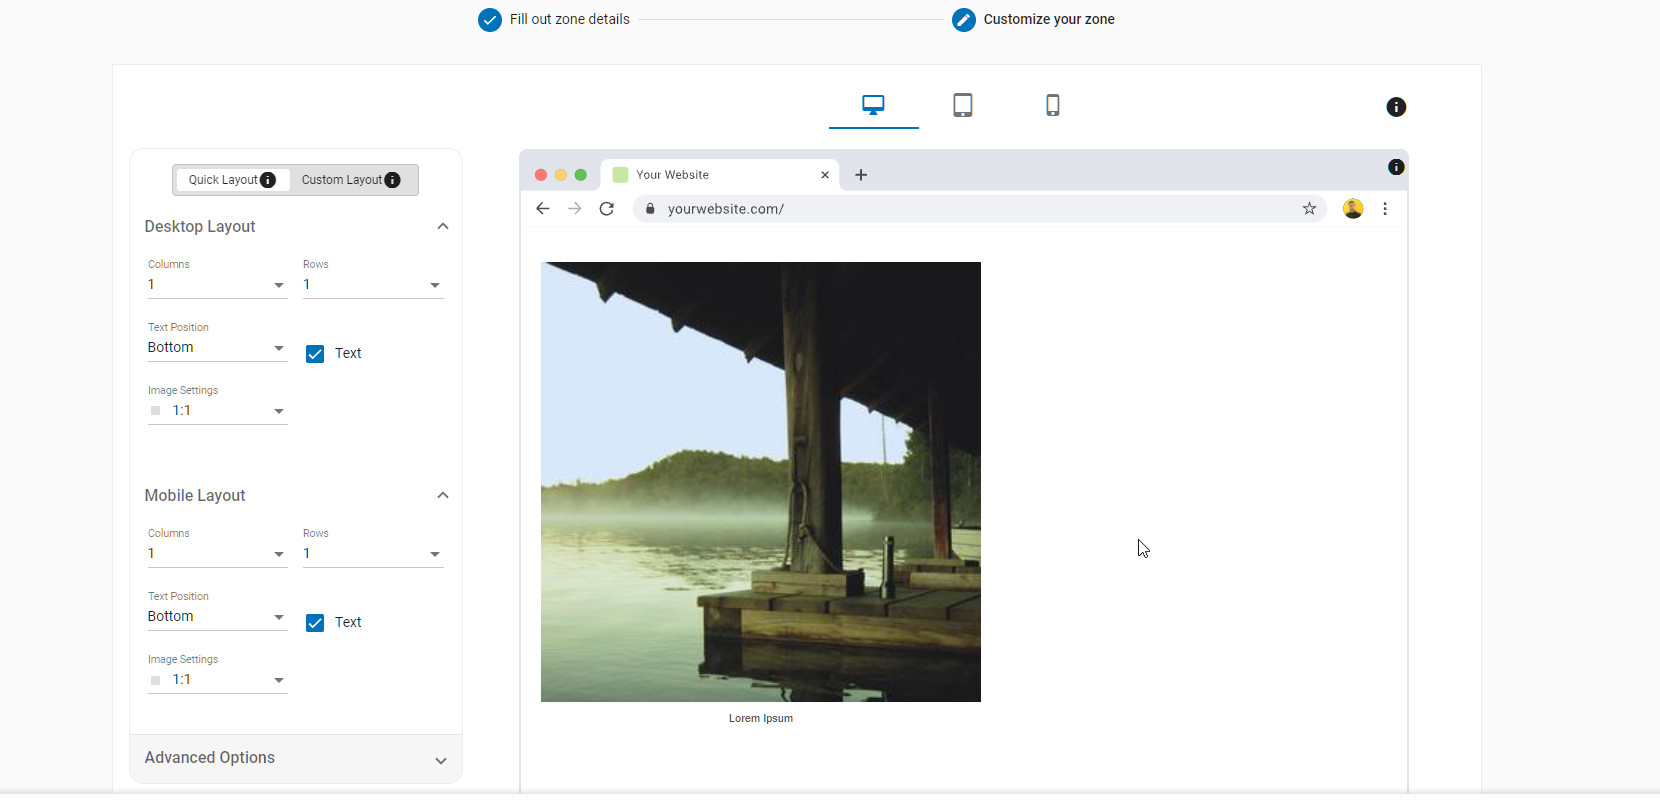 Fill out zone details
Customize your zone
Quick Layout
Custom Layout
Desktop Layout
Columns
1
Rows
1
Text Position
Bottom
Text
Image Settings
1:1
Mobile Layout
Columns
1
Rows
1
Text Position
Bottom
Text
Image Settings
1:1
Advanced Options
Your Website
yourwebsite.com/
Lorem Ipsum